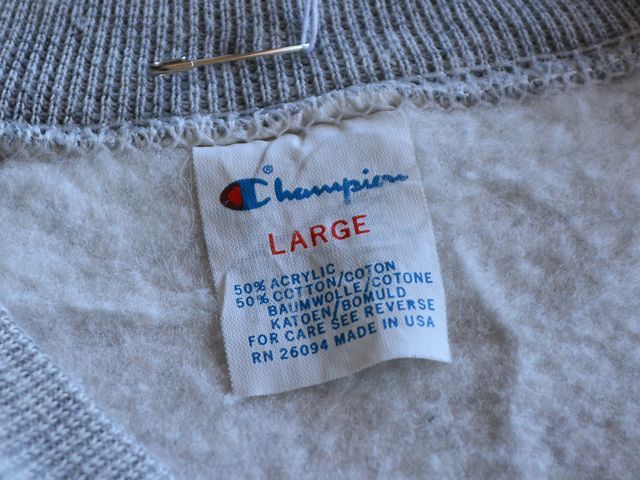 Champion
LARGE
50% ACRYLIC
50% COTTON/COTON
BAUMWOLLE/COTONE
KATOEN/BOMULD
FOR CARE SEE REVERSE
RN 26094 MADE IN USA